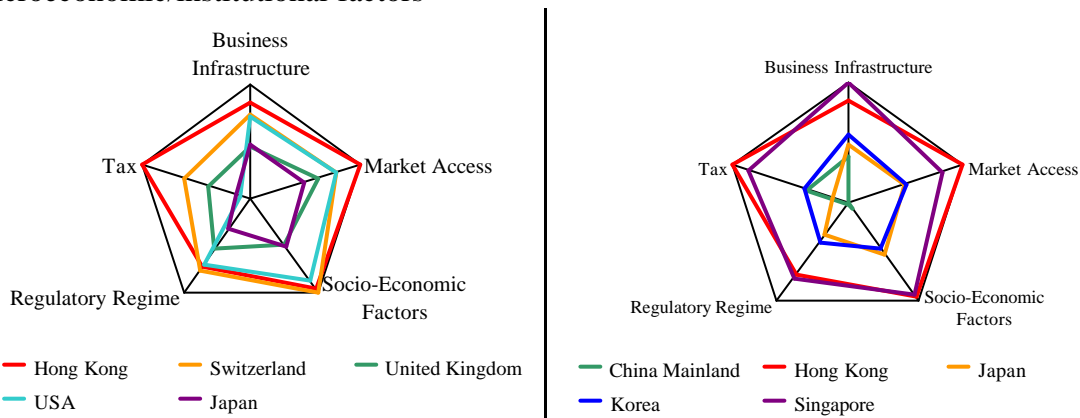 Business
Infrastructure
Tax
Market Access
Regulatory Regime
Socio-Economic
Factors
Hong Kong
Switzerland
United Kingdom
USA
Japan
Business Infrastructure
Tax
Market Access
Regulatory Regime
Socio-Economic
Factors
China Mainland
Hong Kong
Japan
Korea
Singapore